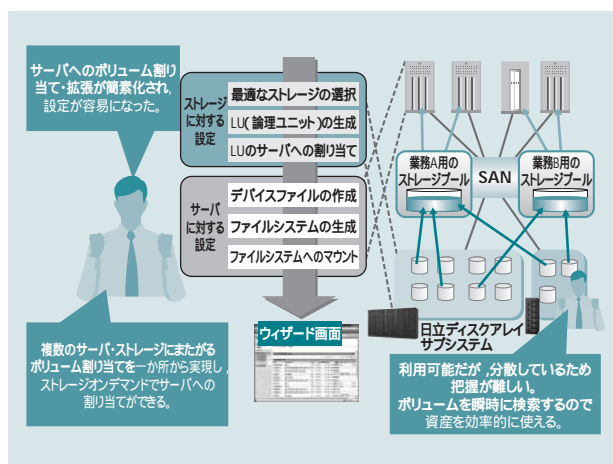 サーバへのボリューム割り
当て・拡張が簡素化され,
設定が容易になった。
ストレージ
に対する
設定
最適なストレージの選択
LU(論理ユニット)の生成
LUのサーバへの割り当て
サーバ
に対する
設定
デバイスファイルの作成
ファイルシステムの生成
ファイルシステムへのマウント
ウィザード画面
業務A用の
ストレージプール
SAN
業務B用の
ストレージプール
日立ディスクアレイ
サブシステム
複数のサーバ・ストレージにまたがる
ボリューム割り当てを一か所から実現し,
ストレージオンデマンドでサーバへの
割り当てができる。
利用可能だが,分散しているため
把握が難しい。
ボリュームを瞬時に検索するので
資産を効率的に使える。